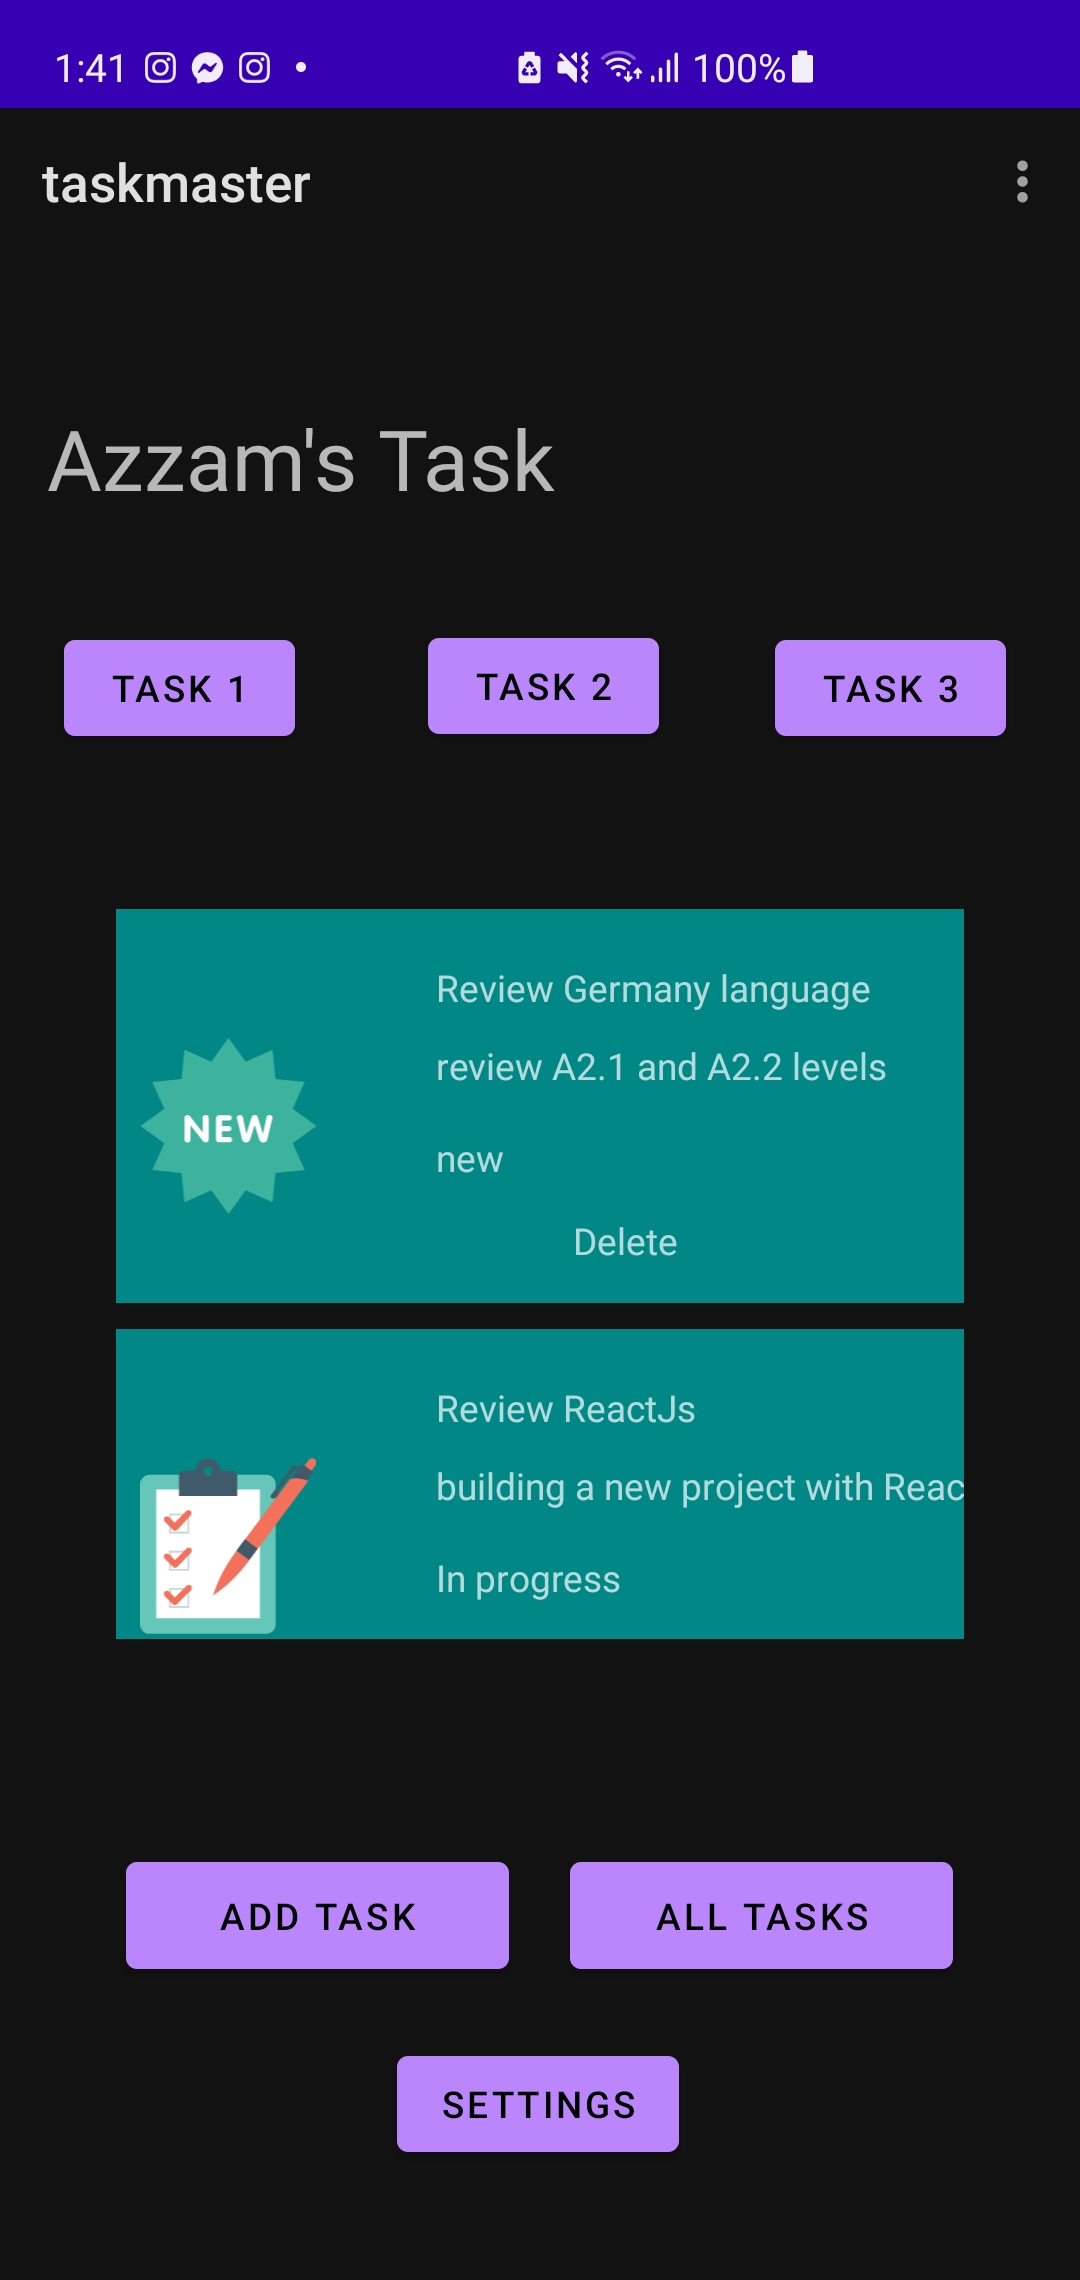 1:41 100%
taskmaster
Azzam's Task
TASK 1 TASK 2 TASK 3
Review Germany language
review A2.1 and A2.2 levels
NEW
new
Delete
Review ReactJs
building a new project with Reac
In progress
ADD TASK ALL TASKS
SETTINGS